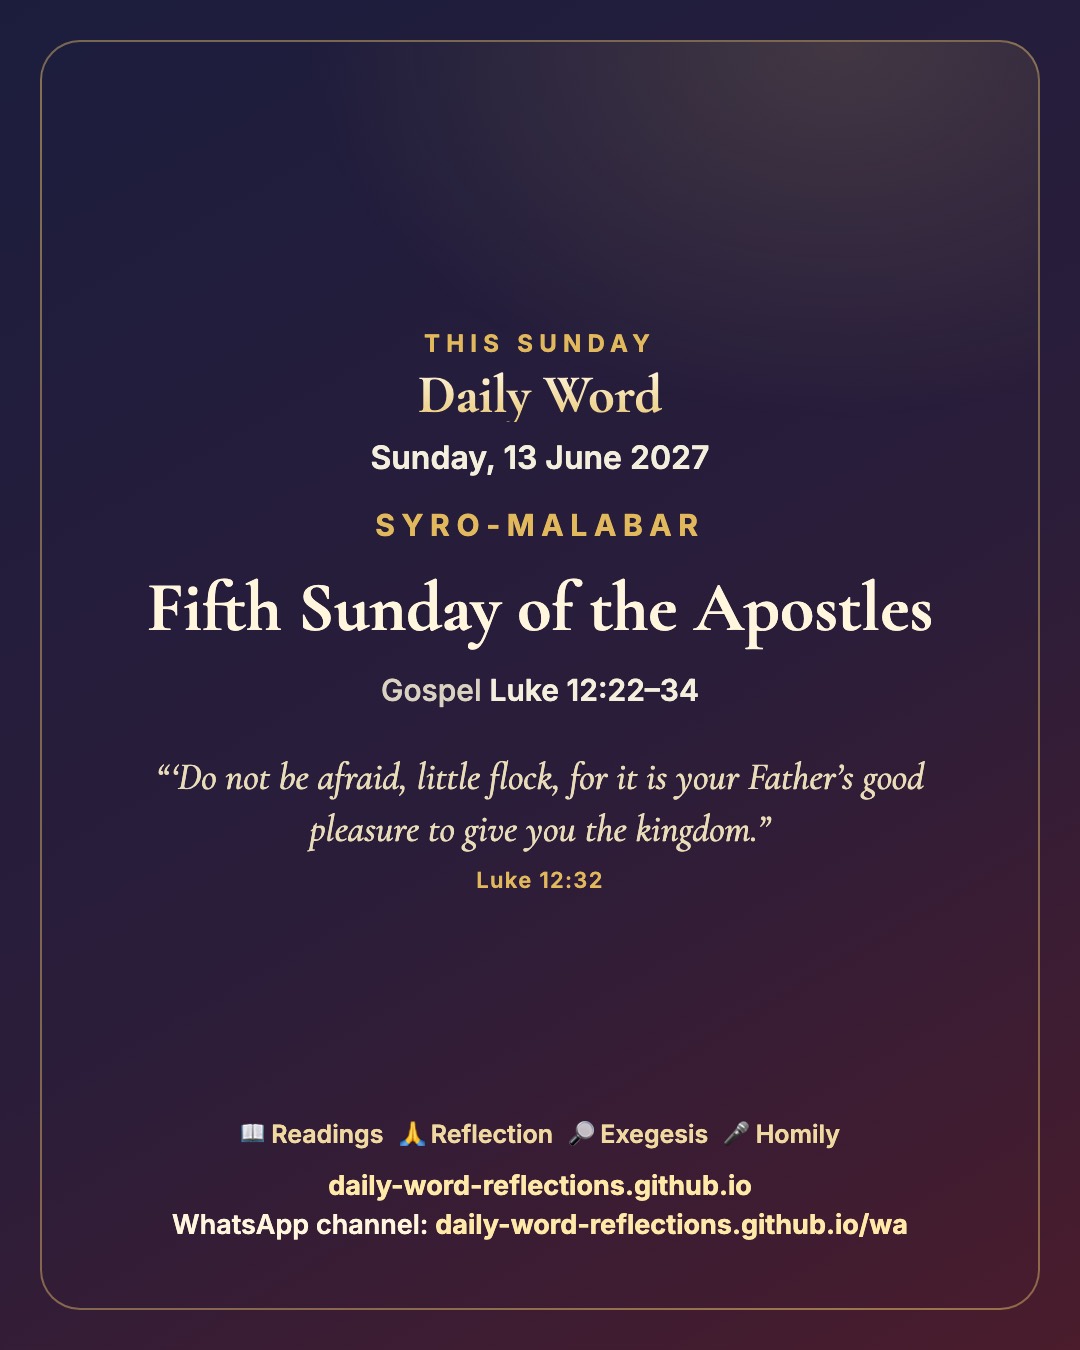 THIS SUNDAY
Daily Word
Sunday, 13 June 2027
SYRO-MALABAR
Fifth Sunday of the Apostles
Gospel Luke 12:22–34
“‘Do not be afraid, little flock, for it is your Father’s good
pleasure to give you the kingdom.”
Luke 12:32
📖 Readings 🙏 Reflection 🔎 Exegesis 🎤 Homily
daily-word-reflections.github.io
WhatsApp channel: daily-word-reflections.github.io/wa